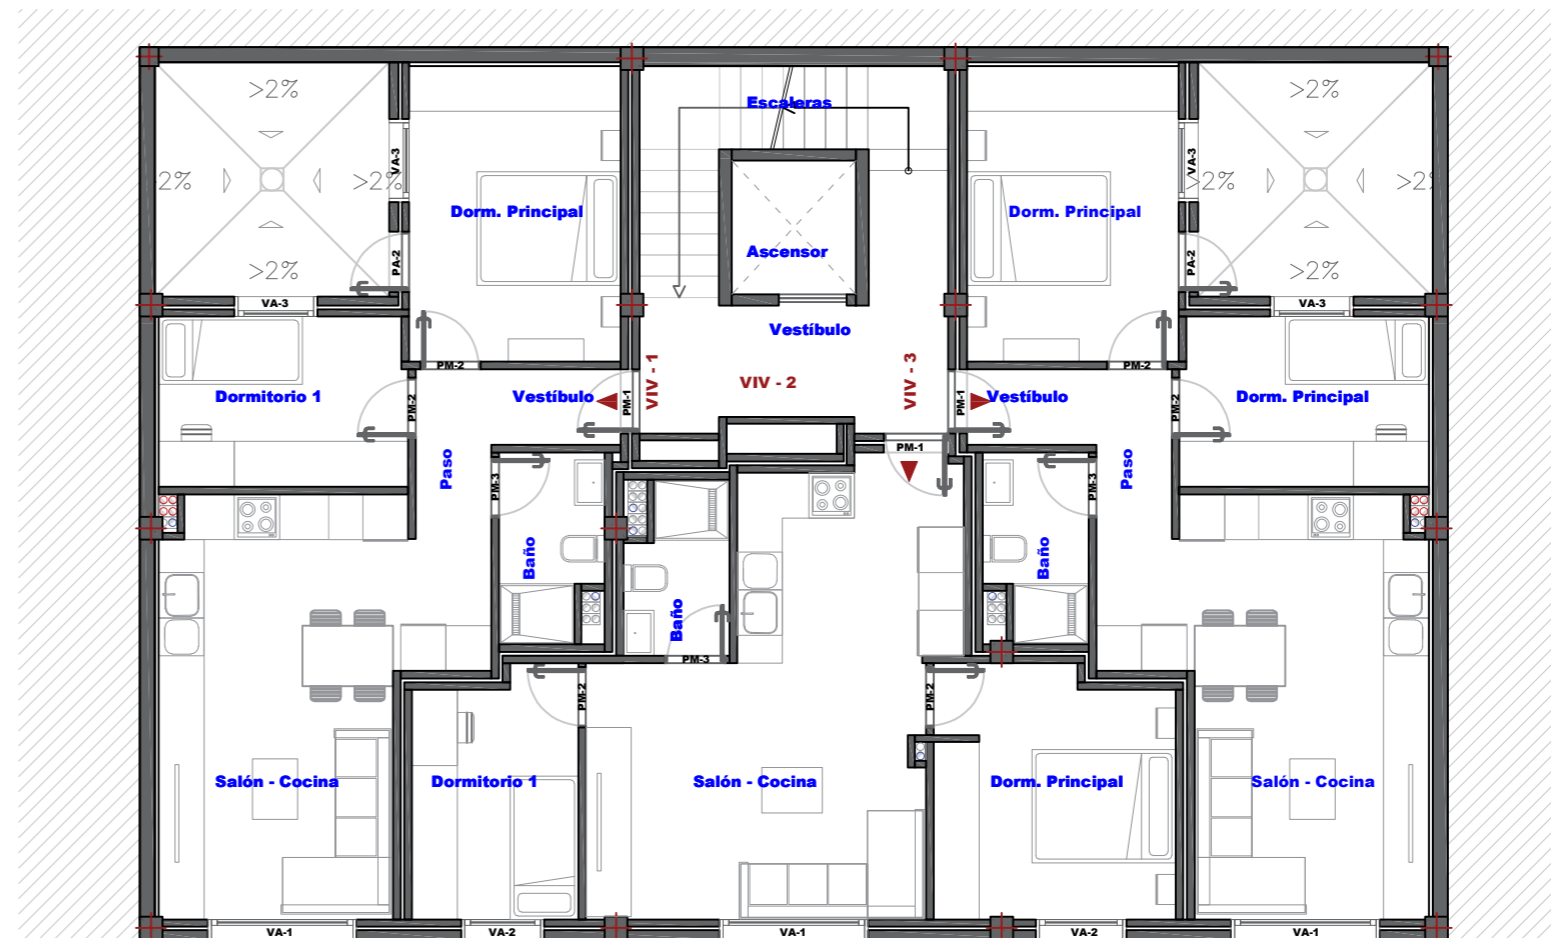 >2%
>2%
Escaleras
VA-3
VA-3
2%
>2%
>2%
>2%
Dorm. Principal
Dorm. Principal
Ascensor
PA-2
PA-2
>2%
>2%
VA-3
VA-3
Vestíbulo
PM-2
PM-2
VIV - 1
VIV - 2
VIV - 3
Dormitorio 1
PM-2
Vestíbulo
PM-1
PM-1
Vestíbulo
PM-2
Dorm. Principal
PM-1
Paso
Paso
PM-3
PM-3
Baño
Baño
Baño
PM-3
PM-2
PM-2
Salón - Cocina
Dormitorio 1
Salón - Cocina
Dorm. Principal
Salón - Cocina
VA-1
VA-2
VA-1
VA-2
VA-1